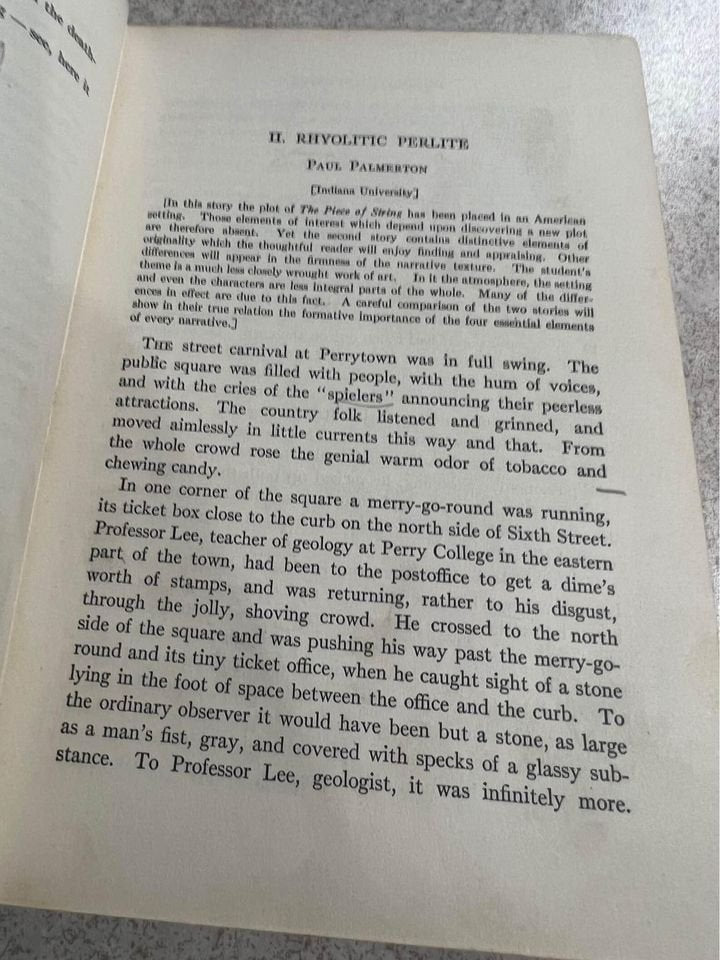 the death-
— see, here it
II. RHYOLITIC PERLITE
PAUL PALMERTON
[Indiana University]
[In this story the plot of The Piece of String has been placed in an American
setting. Those elements of interest which depend upon discovering a new plot
are therefore absent. Yet the second story contains distinctive elements of
originality which the thoughtful reader will enjoy finding and appraising. Other
differences will appear in the firmness of the narrative texture. The student's
theme is a much less closely wrought work of art. In it the atmosphere, the setting
and even the characters are less integral parts of the whole. Many of the differ-
ences in effect are due to this fact. A careful comparison of the two stories will
show in their true relation the formative importance of the four essential elements
of every narrative.]
THE street carnival at Perrytown was in full swing. The
public square was filled with people, with the hum of voices,
and with the cries of the "spielers" announcing their peerless
attractions. The country folk listened and grinned, and
moved aimlessly in little currents this way and that. From
the whole crowd rose the genial warm odor of tobacco and
chewing candy.
In one corner of the square a merry-go-round was running,
its ticket box close to the curb on the north side of Sixth Street.
Professor Lee, teacher of geology at Perry College in the eastern
part of the town, had been to the postoffice to get a dime's
worth of stamps, and was returning, rather to his disgust,
through the jolly, shoving crowd. He crossed to the north
side of the square and was pushing his way past the merry-go-
round and its tiny ticket office, when he caught sight of a stone
lying in the foot of space between the office and the curb. To
the ordinary observer it would have been but a stone, as large
as a man's fist, gray, and covered with specks of a glassy sub-
stance. To Professor Lee, geologist, it was infinitely more.